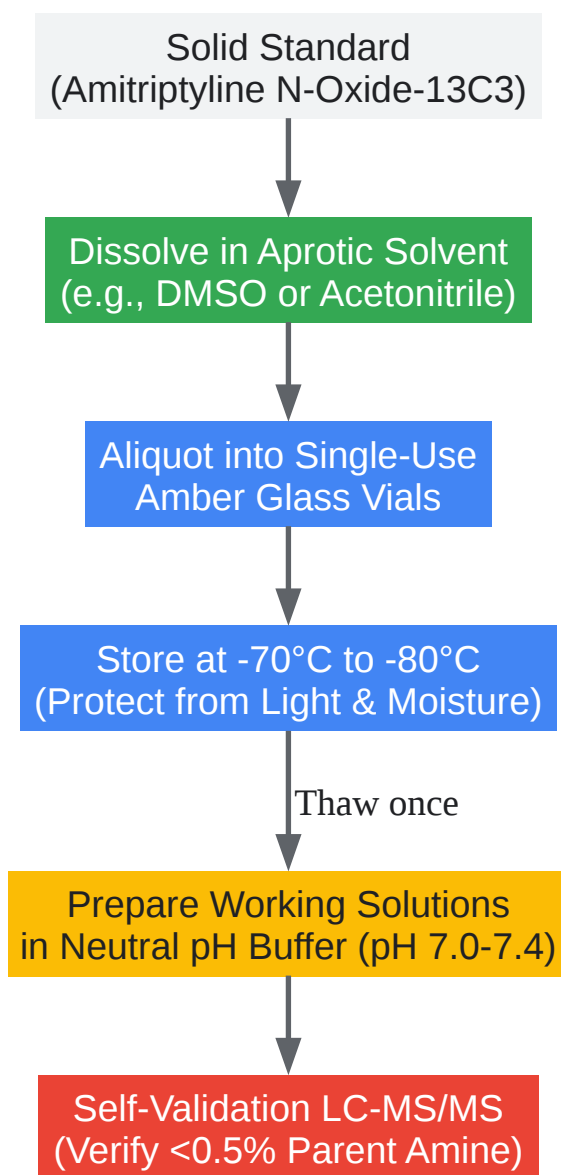 Solid Standard
(Amitriptyline N-Oxide-13C3)
Dissolve in Aprotic Solvent
(e.g., DMSO or Acetonitrile)
Aliquot into Single-Use
Amber Glass Vials
Store at -70°C to -80°C
(Protect from Light & Moisture)
Thaw once
Prepare Working Solutions
in Neutral pH Buffer (pH 7.0-7.4)
Self-Validation LC-MS/MS
(Verify <0.5% Parent Amine)